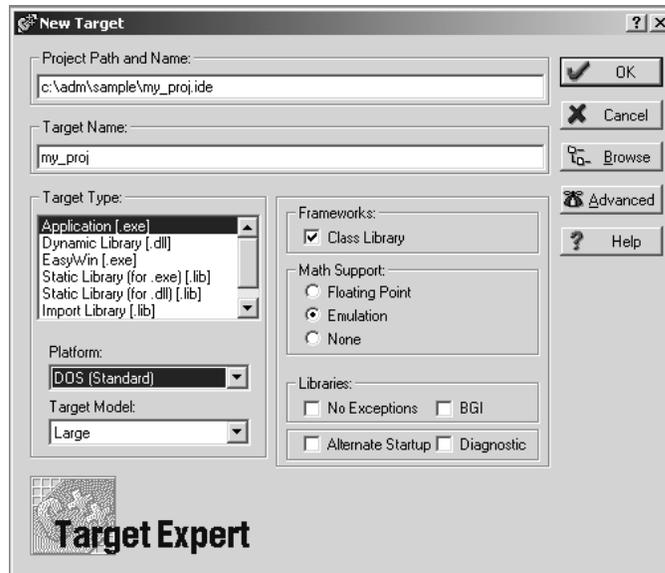 New Target
Project Path and Name:
c:\adm\sample\my_proj.ide
OK
Target Name:
my_proj
Cancel
Browse
Advanced
Help
Target Type:
Application [.exe]
Dynamic Library [.dll]
EasyWin [.exe]
Static Library (for .exe) [.lib]
Static Library (for .dll) [.lib]
Import Library [.lib]
Platform:
DOS (Standard)
Target Model:
Large
Frameworks:
Class Library
Math Support:
Floating Point
Emulation
None
Libraries:
No Exceptions BGI
Alternate Startup Diagnostic
Target Expert